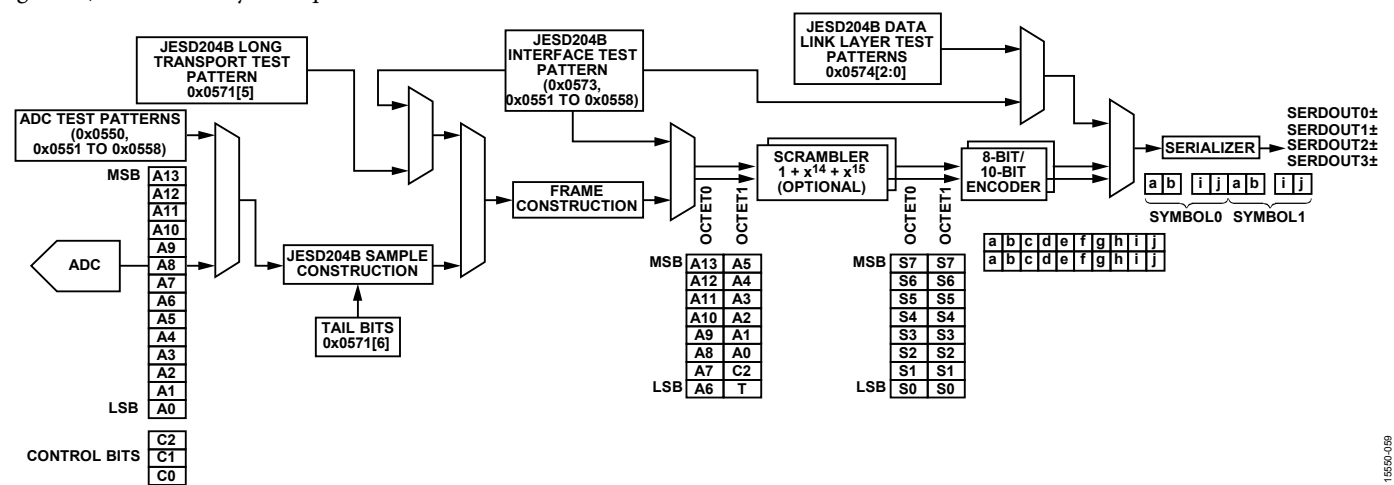 JESD204B LONG
TRANSPORT TEST
PATTERN
0x0571[5]
JESD204B
INTERFACE TEST
PATTERN
(0x0573,
0x0551 TO 0x0558)
JESD204B DATA
LINK LAYER TEST
PATTERNS
0x0574[2:0]
ADC TEST PATTERNS
(0x0550,
0x0551 TO 0x0558)
MSB A13
A12
A11
A10
A9
A8
A7
A6
A5
A4
A3
A2
A1
LSB A0
CONTROL BITS
C2
C1
C0
ADC
JESD204B SAMPLE
CONSTRUCTION
TAIL BITS
0x0571[6]
FRAME
CONSTRUCTION
OCTET0 OCTET1
MSB A13 A5
A12 A4
A11 A3
A10 A2
A9 A1
A8 A0
A7 C2
LSB A6 T
SCRAMBLER
1 + x14 + x15
(OPTIONAL)
OCTET0 OCTET1
MSB S7 S7
S6 S6
S5 S5
S4 S4
S3 S3
S2 S2
S1 S1
LSB S0 S0
8-BIT/
10-BIT
ENCODER
a b c d e f g h i j
a b c d e f g h i j
SERIALIZER
SERDOUT0±
SERDOUT1±
SERDOUT2±
SERDOUT3±
a b i j a b i j
SYMBOL0 SYMBOL1
15550-059